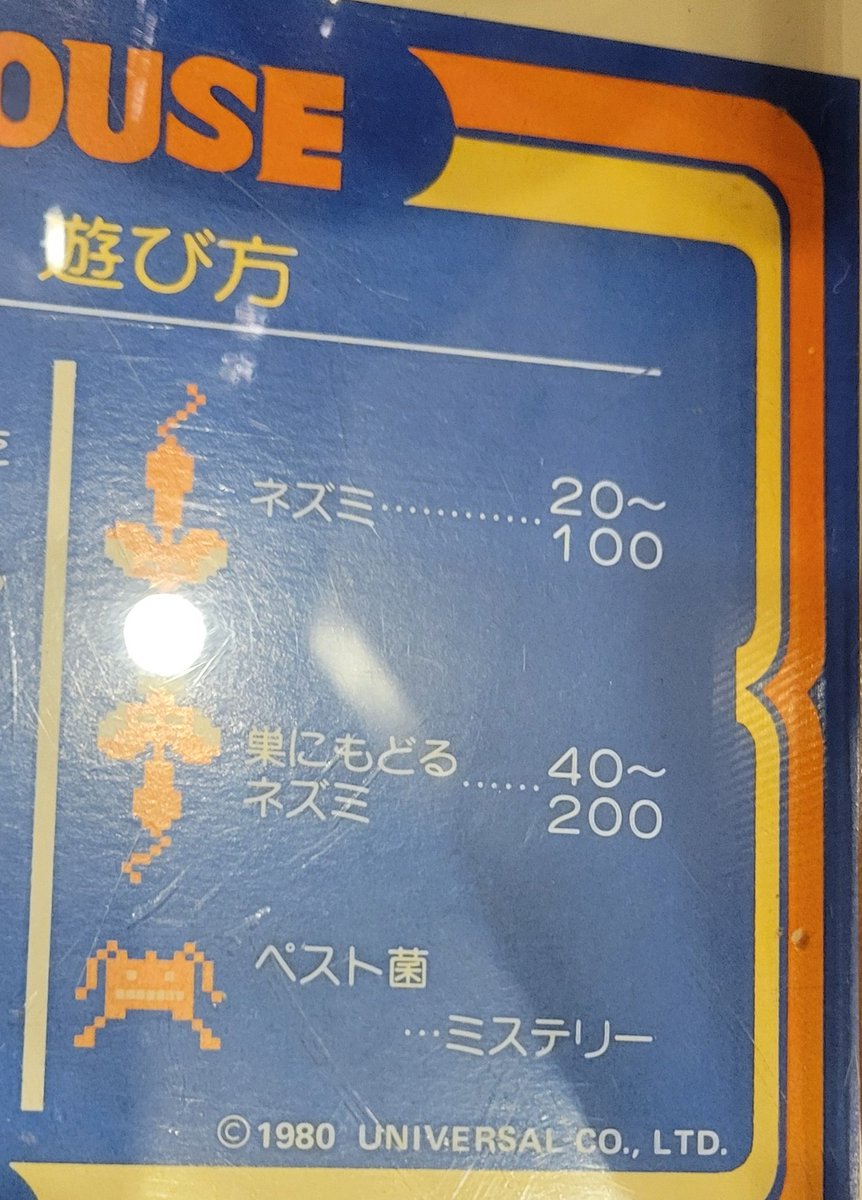 OUSE
遊び方
ネズミ…………20～
100
巣にもどる
ネズミ……40～
200
ペスト菌
…ミステリー
©1980 UNIVERSAL CO., LTD.